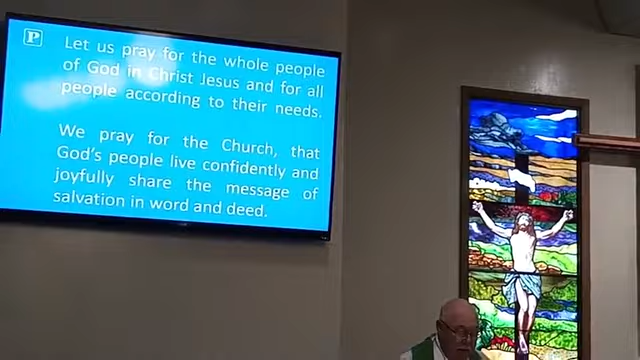 P
Let us pray for the whole people
of God in Christ Jesus and for all
people according to their needs.
We pray for the Church, that
God's people live confidently and
joyfully share the message of
salvation in word and deed.